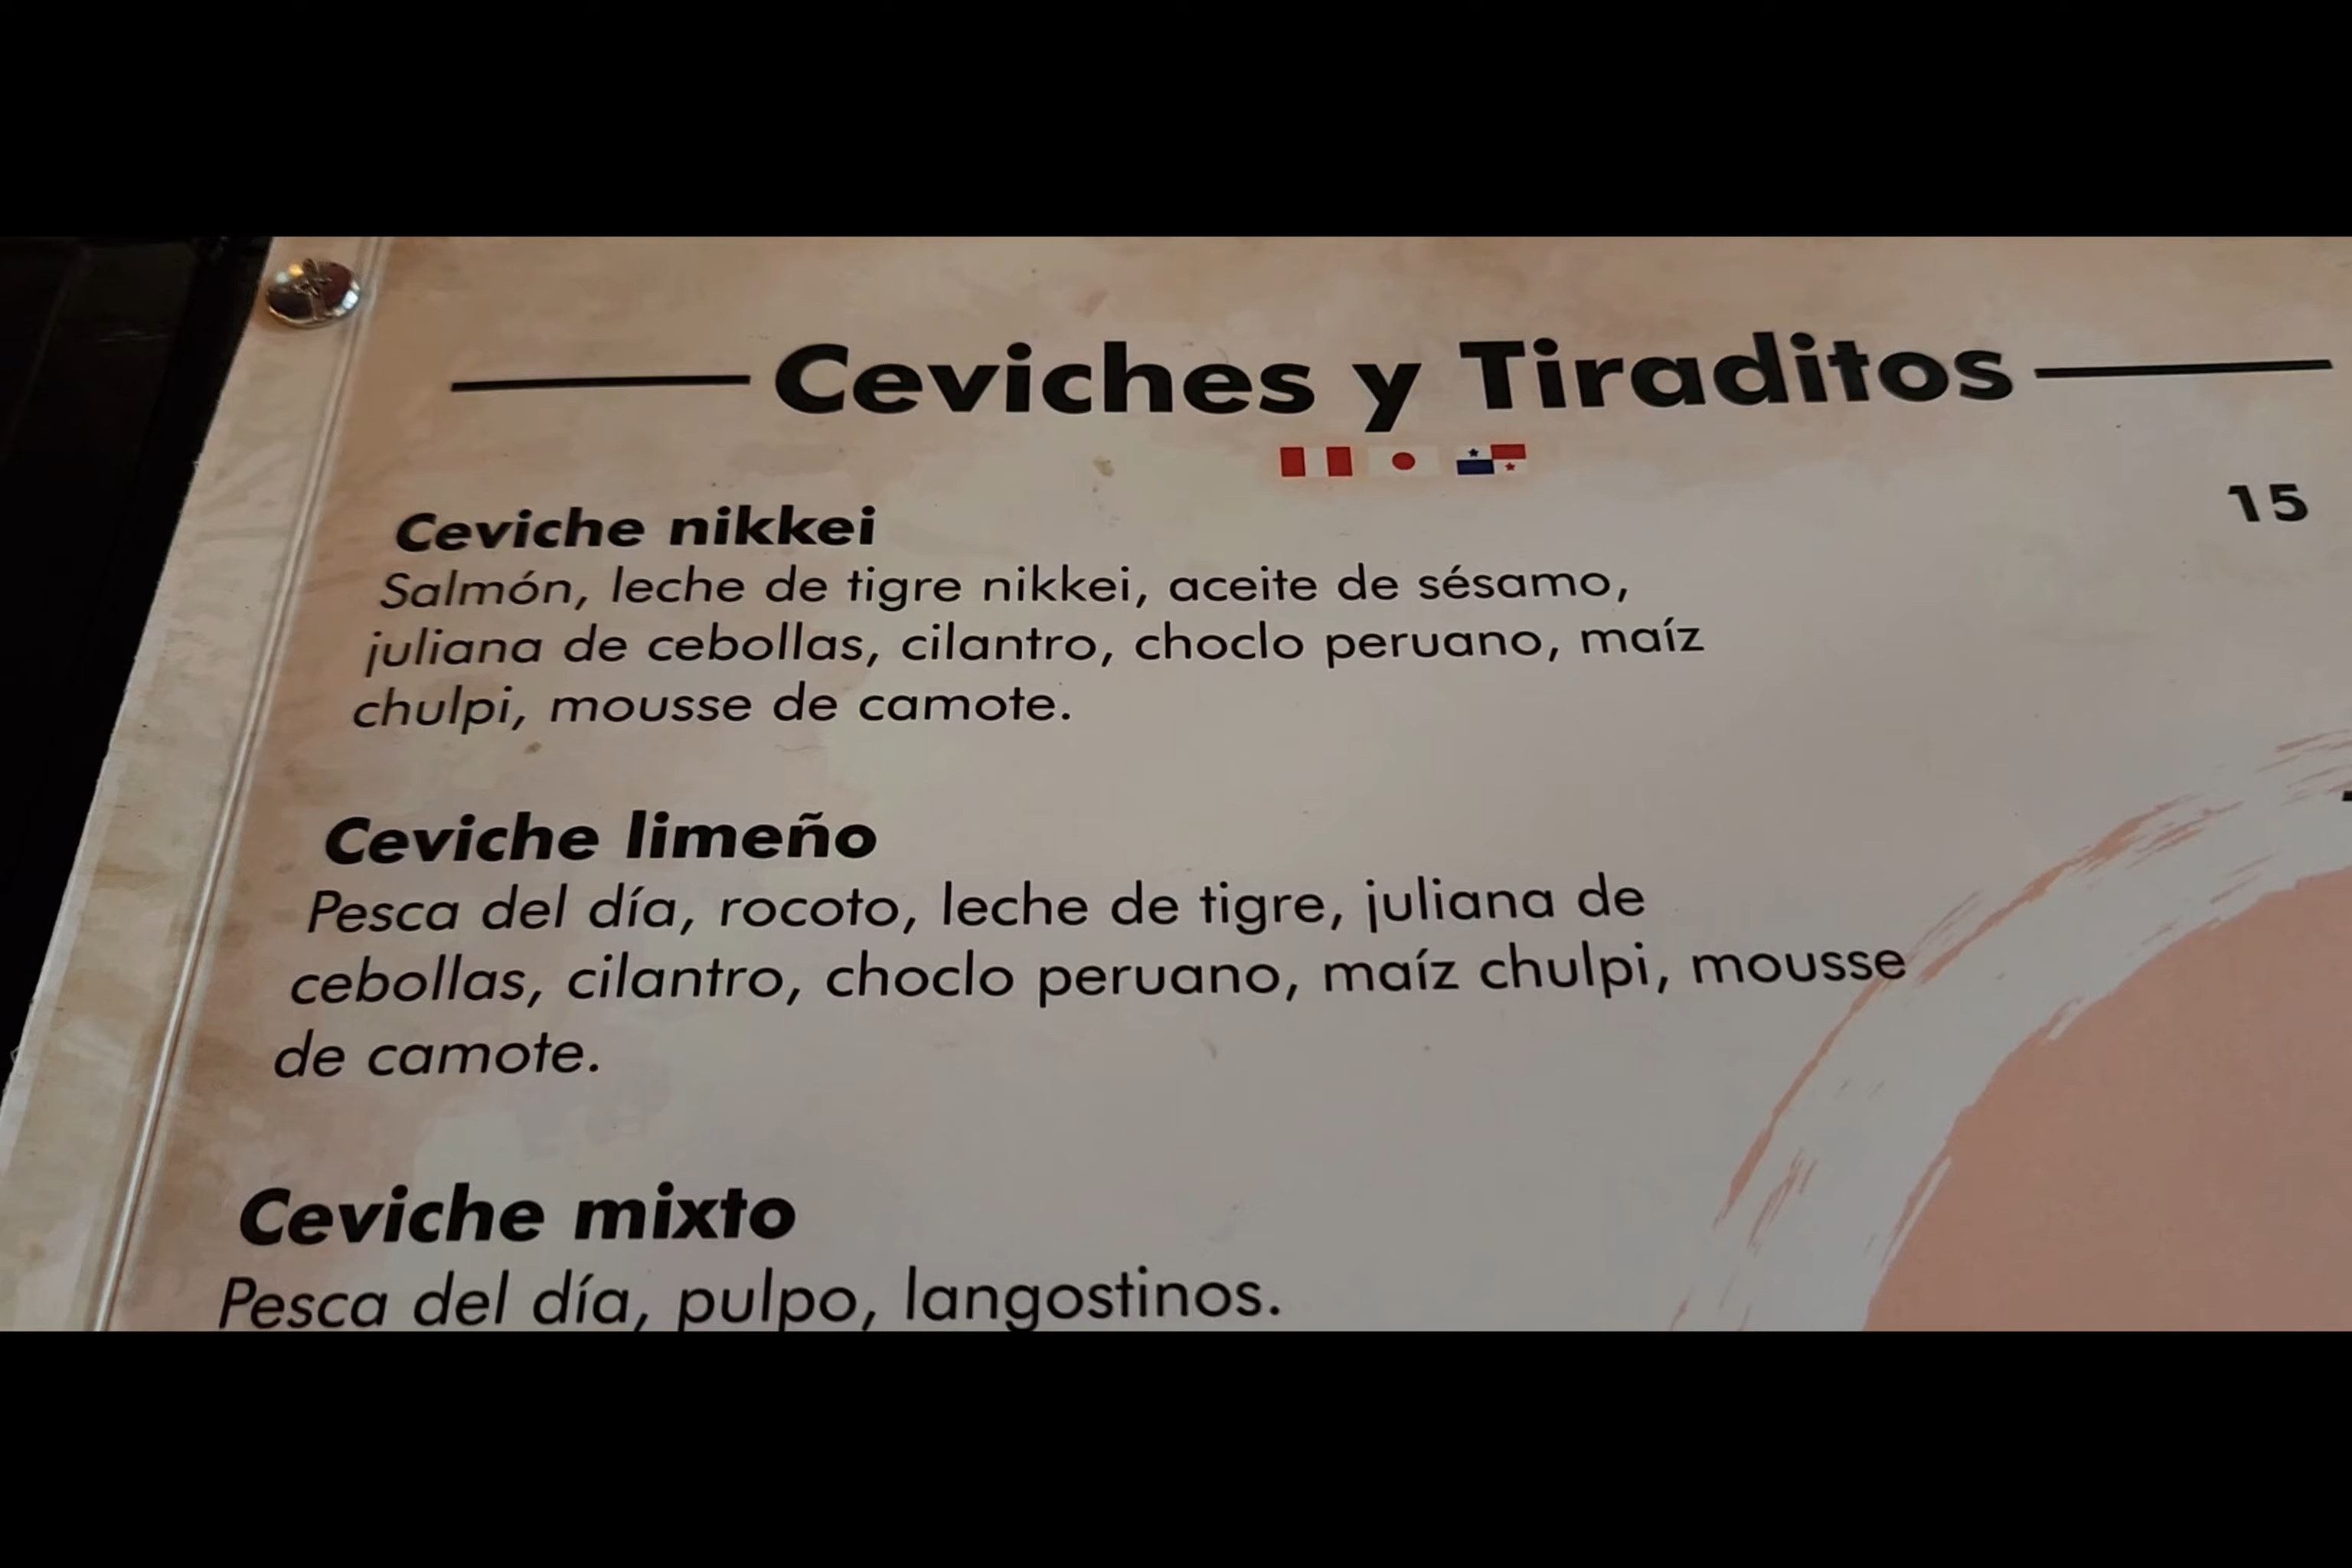 Ceviches y Tiraditos
Ceviche nikkei 15
Salmón, leche de tigre nikkei, aceite de sésamo,
juliana de cebollas, cilantro, choclo peruano, maíz
chulpi, mousse de camote.
Ceviche limeño
Pesca del día, rocoto, leche de tigre, juliana de
cebollas, cilantro, choclo peruano, maíz chulpi, mousse
de camote.
Ceviche mixto
Pesca del día, pulpo, langostinos.